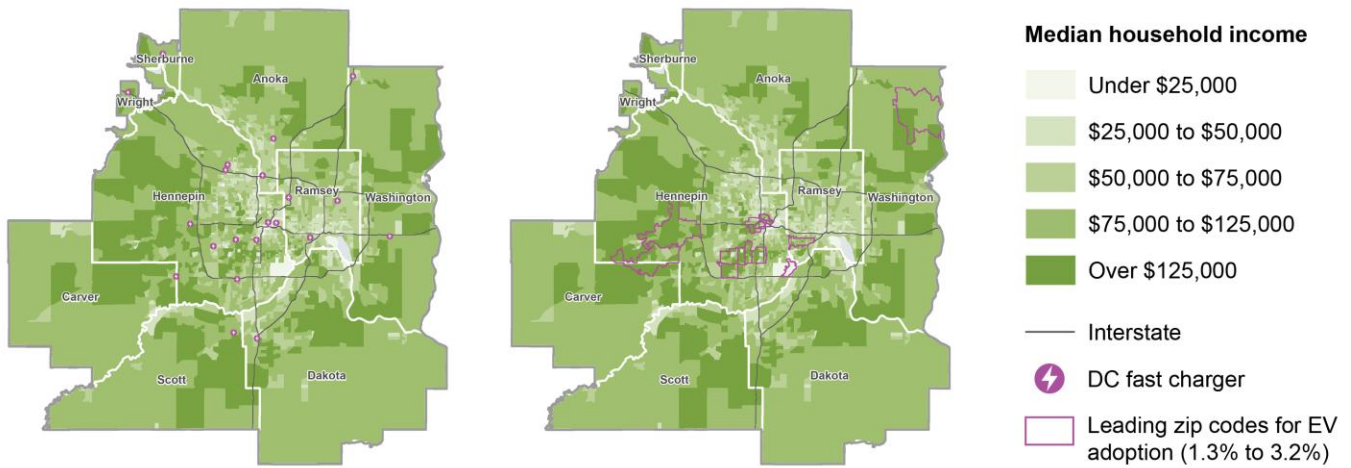 Sherburne
Anoka
Wright
Hennepin
Ramsey
Washington
Carver
Scott
Dakota
Sherburne
Anoka
Wright
Hennepin
Ramsey
Washington
Carver
Scott
Dakota
Median household income
Under $25,000
$25,000 to $50,000
$50,000 to $75,000
$75,000 to $125,000
Over $125,000
Interstate
DC fast charger
Leading zip codes for EV
adoption (1.3% to 3.2%)